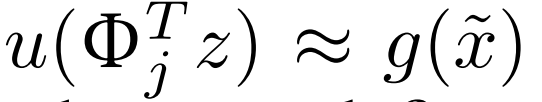 u(Φ_j^T z) ≈ g(x̃)